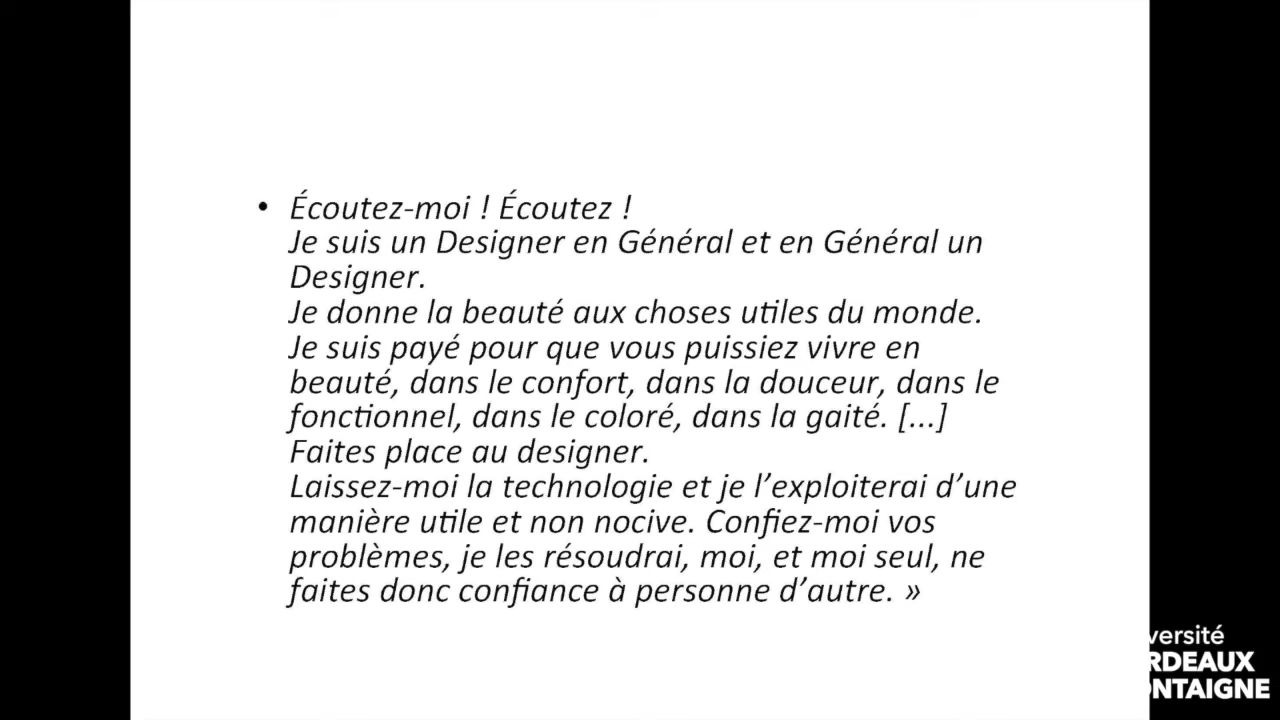 • Écoutez-moi ! Écoutez !
Je suis un Designer en Général et en Général un
Designer.
Je donne la beauté aux choses utiles du monde.
Je suis payé pour que vous puissiez vivre en
beauté, dans le confort, dans la douceur, dans le
fonctionnel, dans le coloré, dans la gaité. [...]
Faites place au designer.
Laissez-moi la technologie et je l’exploiterai d’une
manière utile et non nocive. Confiez-moi vos
problèmes, je les résoudrai, moi, et moi seul, ne
faites donc confiance à personne d’autre. »
versité
RDEAUX
NTAIGNE